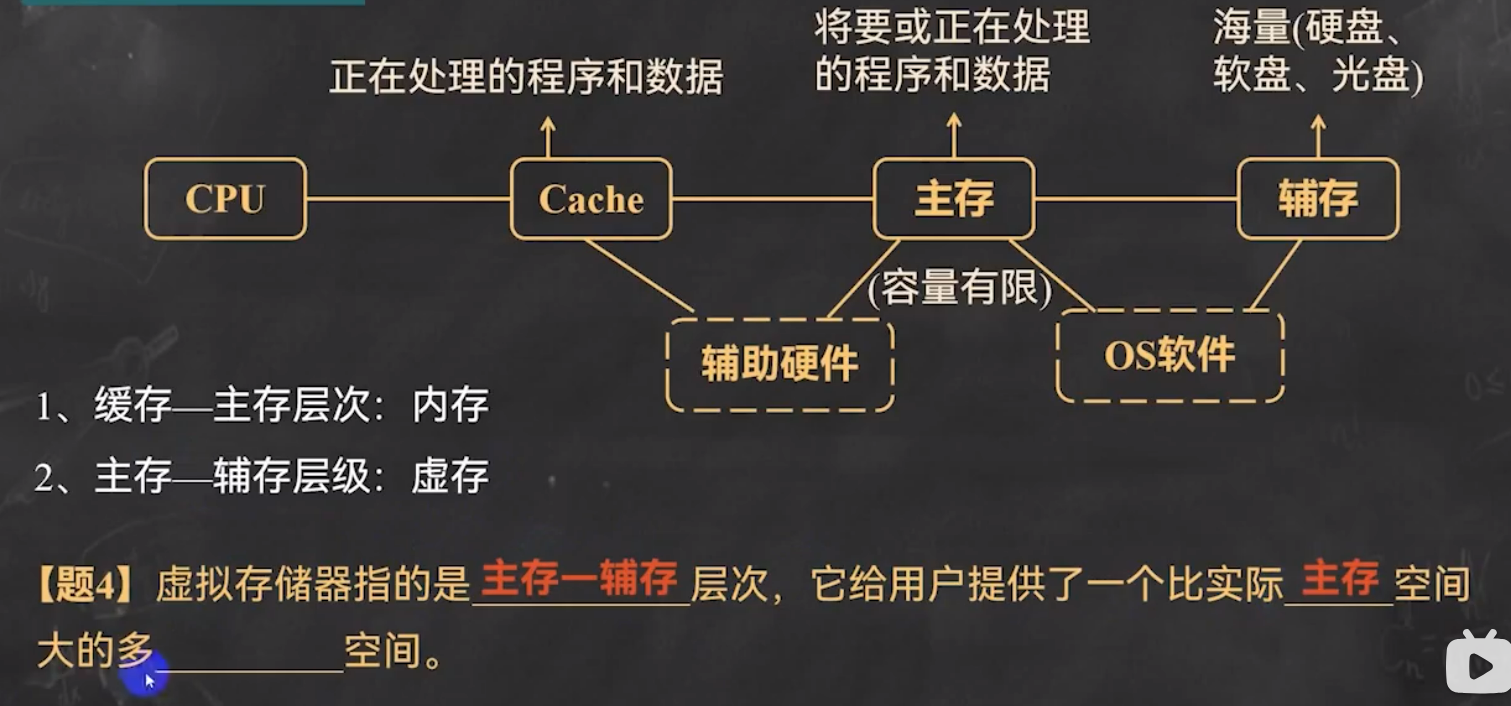 将要或正在处理
的程序和数据
海量(硬盘、
软盘、光盘)
正在处理的程序和数据
CPU
Cache
主存
辅存
(容量有限)
辅助硬件
OS软件
1、缓存—主存层次：内存
2、主存—辅存层级：虚存
【题4】虚拟存储器指的是 主存一辅存 层次，它给用户提供了一个比实际 主存 空间
大的多__________空间。